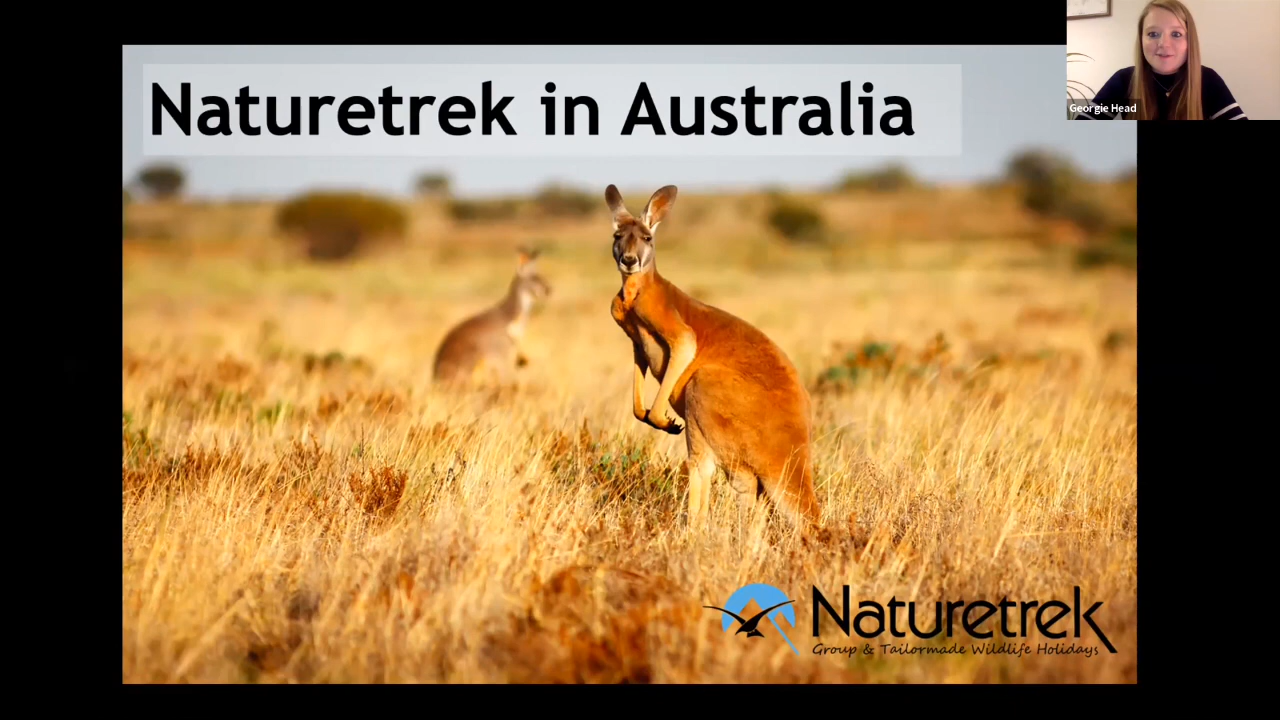 Naturetrek in Australia
Georgie Head
Naturetrek
Group & Tailormade Wildlife Holidays